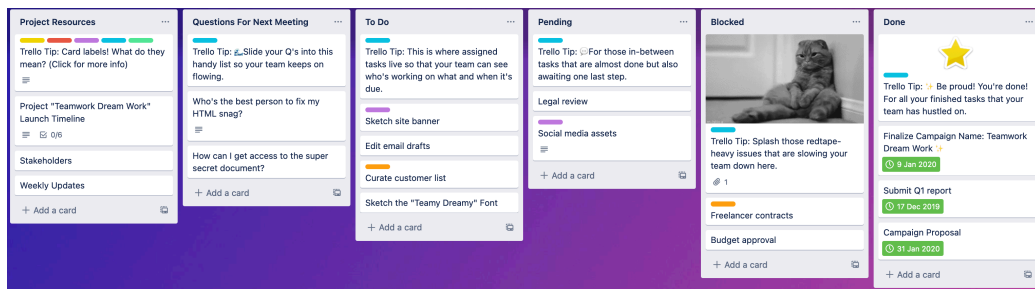 Project Resources
Trello Tip: Card labels! What do they
mean? (Click for more info)
Project "Teamwork Dream Work"
Launch Timeline
0/6
Stakeholders
Weekly Updates
+ Add a card
Questions For Next Meeting
Trello Tip: 🌊Slide your Q's into this
handy list so your team keeps on
flowing.
Who's the best person to fix my
HTML snag?
How can I get access to the super
secret document?
+ Add a card
To Do
Trello Tip: This is where assigned
tasks live so that your team can see
who's working on what and when it's
due.
Sketch site banner
Edit email drafts
Curate customer list
Sketch the "Teamy Dreamy" Font
+ Add a card
Pending
Trello Tip: 💬For those in-between
tasks that are almost done but also
awaiting one last step.
Legal review
Social media assets
+ Add a card
Blocked
Trello Tip: Splash those redtape-
heavy issues that are slowing your
team down here.
1
Freelancer contracts
Budget approval
+ Add a card
Done
Trello Tip: ✨ Be proud! You're done!
For all your finished tasks that your
team has hustled on.
Finalize Campaign Name: Teamwork
Dream Work ✨
9 Jan 2020
Submit Q1 report
17 Dec 2019
Campaign Proposal
31 Jan 2020
+ Add a card